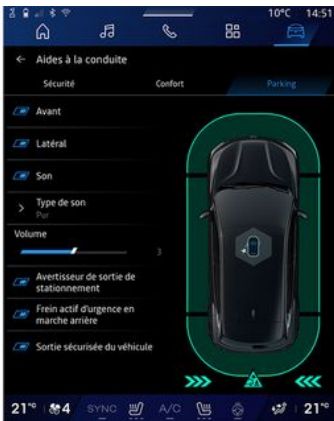 10°C 14:51
← Aides à la conduite
Sécurité Confort Parking
Avant
Latéral
Son
> Type de son
Pur
Volume
3
Avertisseur de sortie de
stationnement
Frein actif d'urgence en
marche arrière
Sortie sécurisée du véhicule
21°° 4 SYNC A/C 21°°